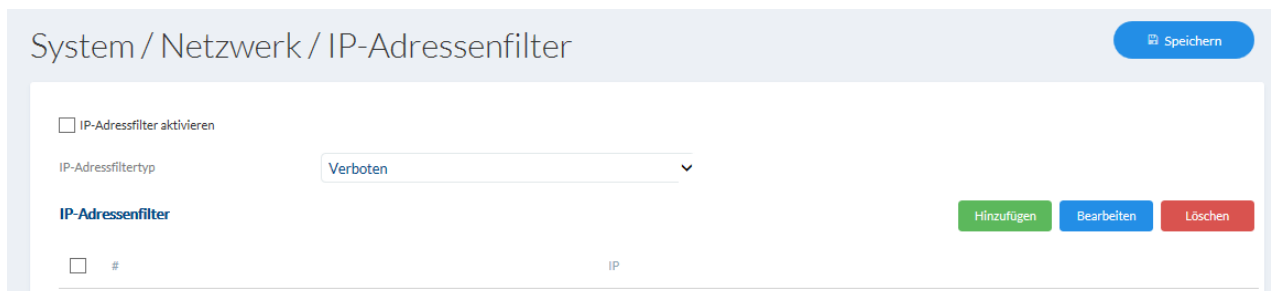 System / Netzwerk / IP-Adressenfilter
Speichern
IP-Adressfilter aktivieren
IP-Adressfiltertyp Verboten
IP-Adressenfilter Hinzufügen Bearbeiten Löschen
# IP